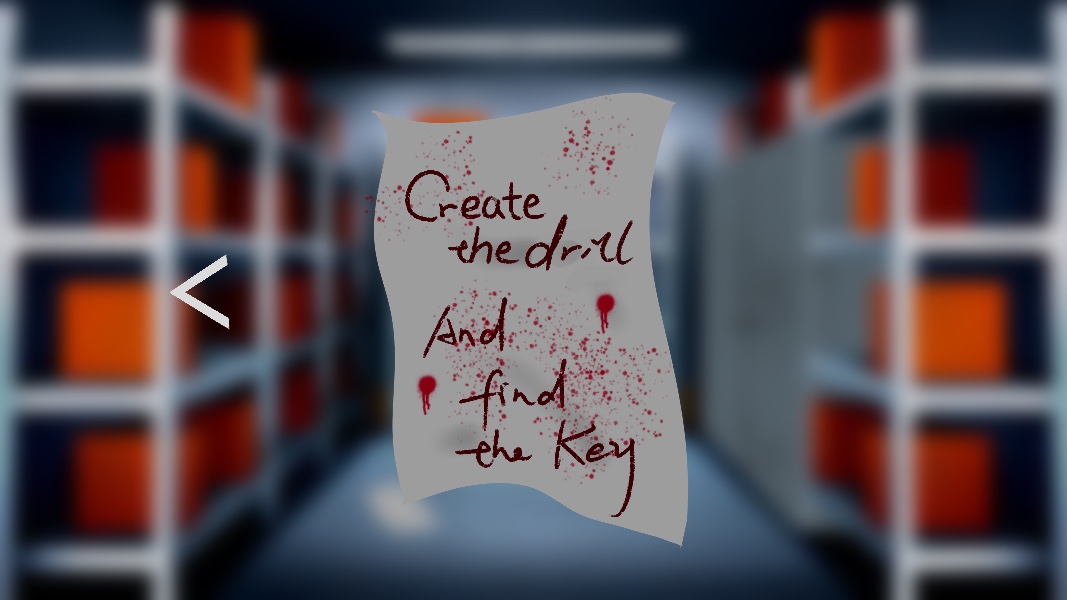 Create
the drill
And
find
the Key